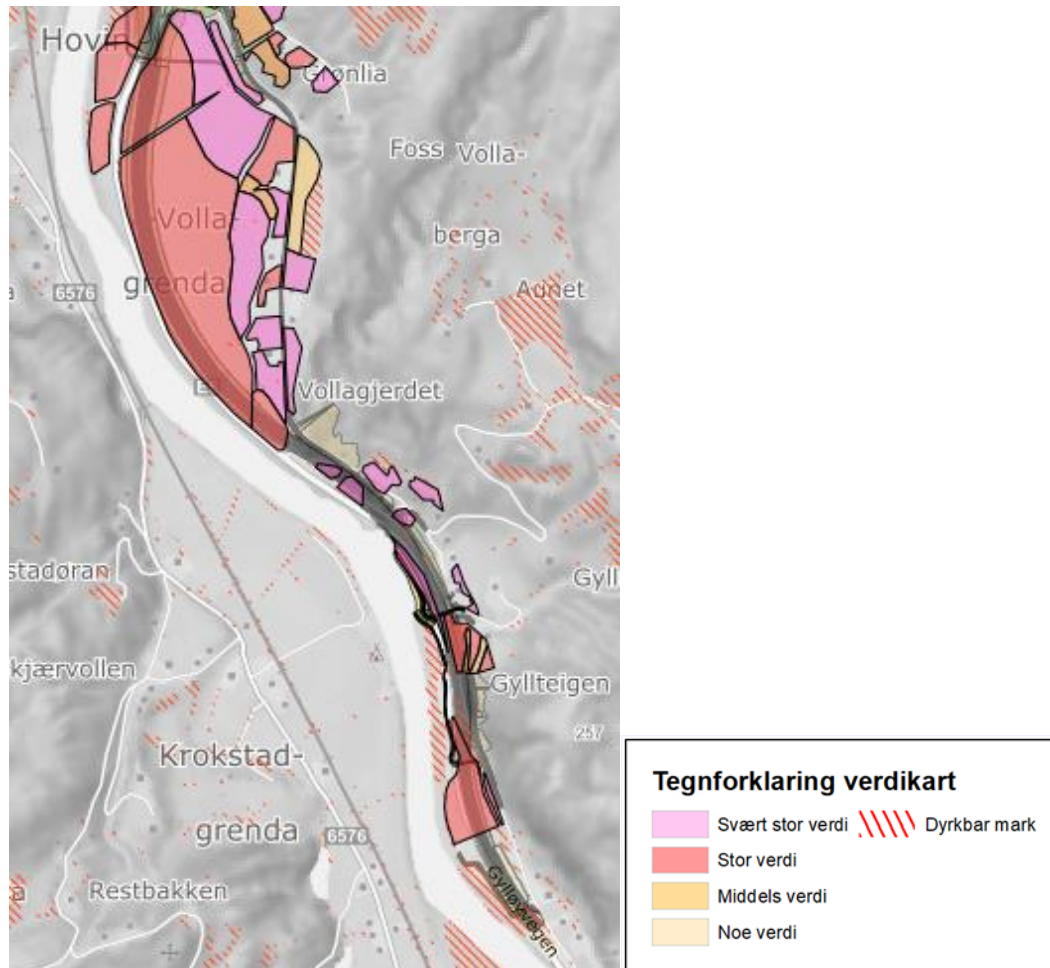 Hovin
Grønlia
Foss Volla-
berga
Volla-
grenda
Aunet
6576
Vollagjerdet
stadøran
Gyll
kjærvollen
Gyllteigen
257
Krokstad-
grenda
6576
Restbakken
Gylløyvegen
Tegnforklaring verdikart
Svært stor verdi
Dyrkbar mark
Stor verdi
Middels verdi
Noe verdi